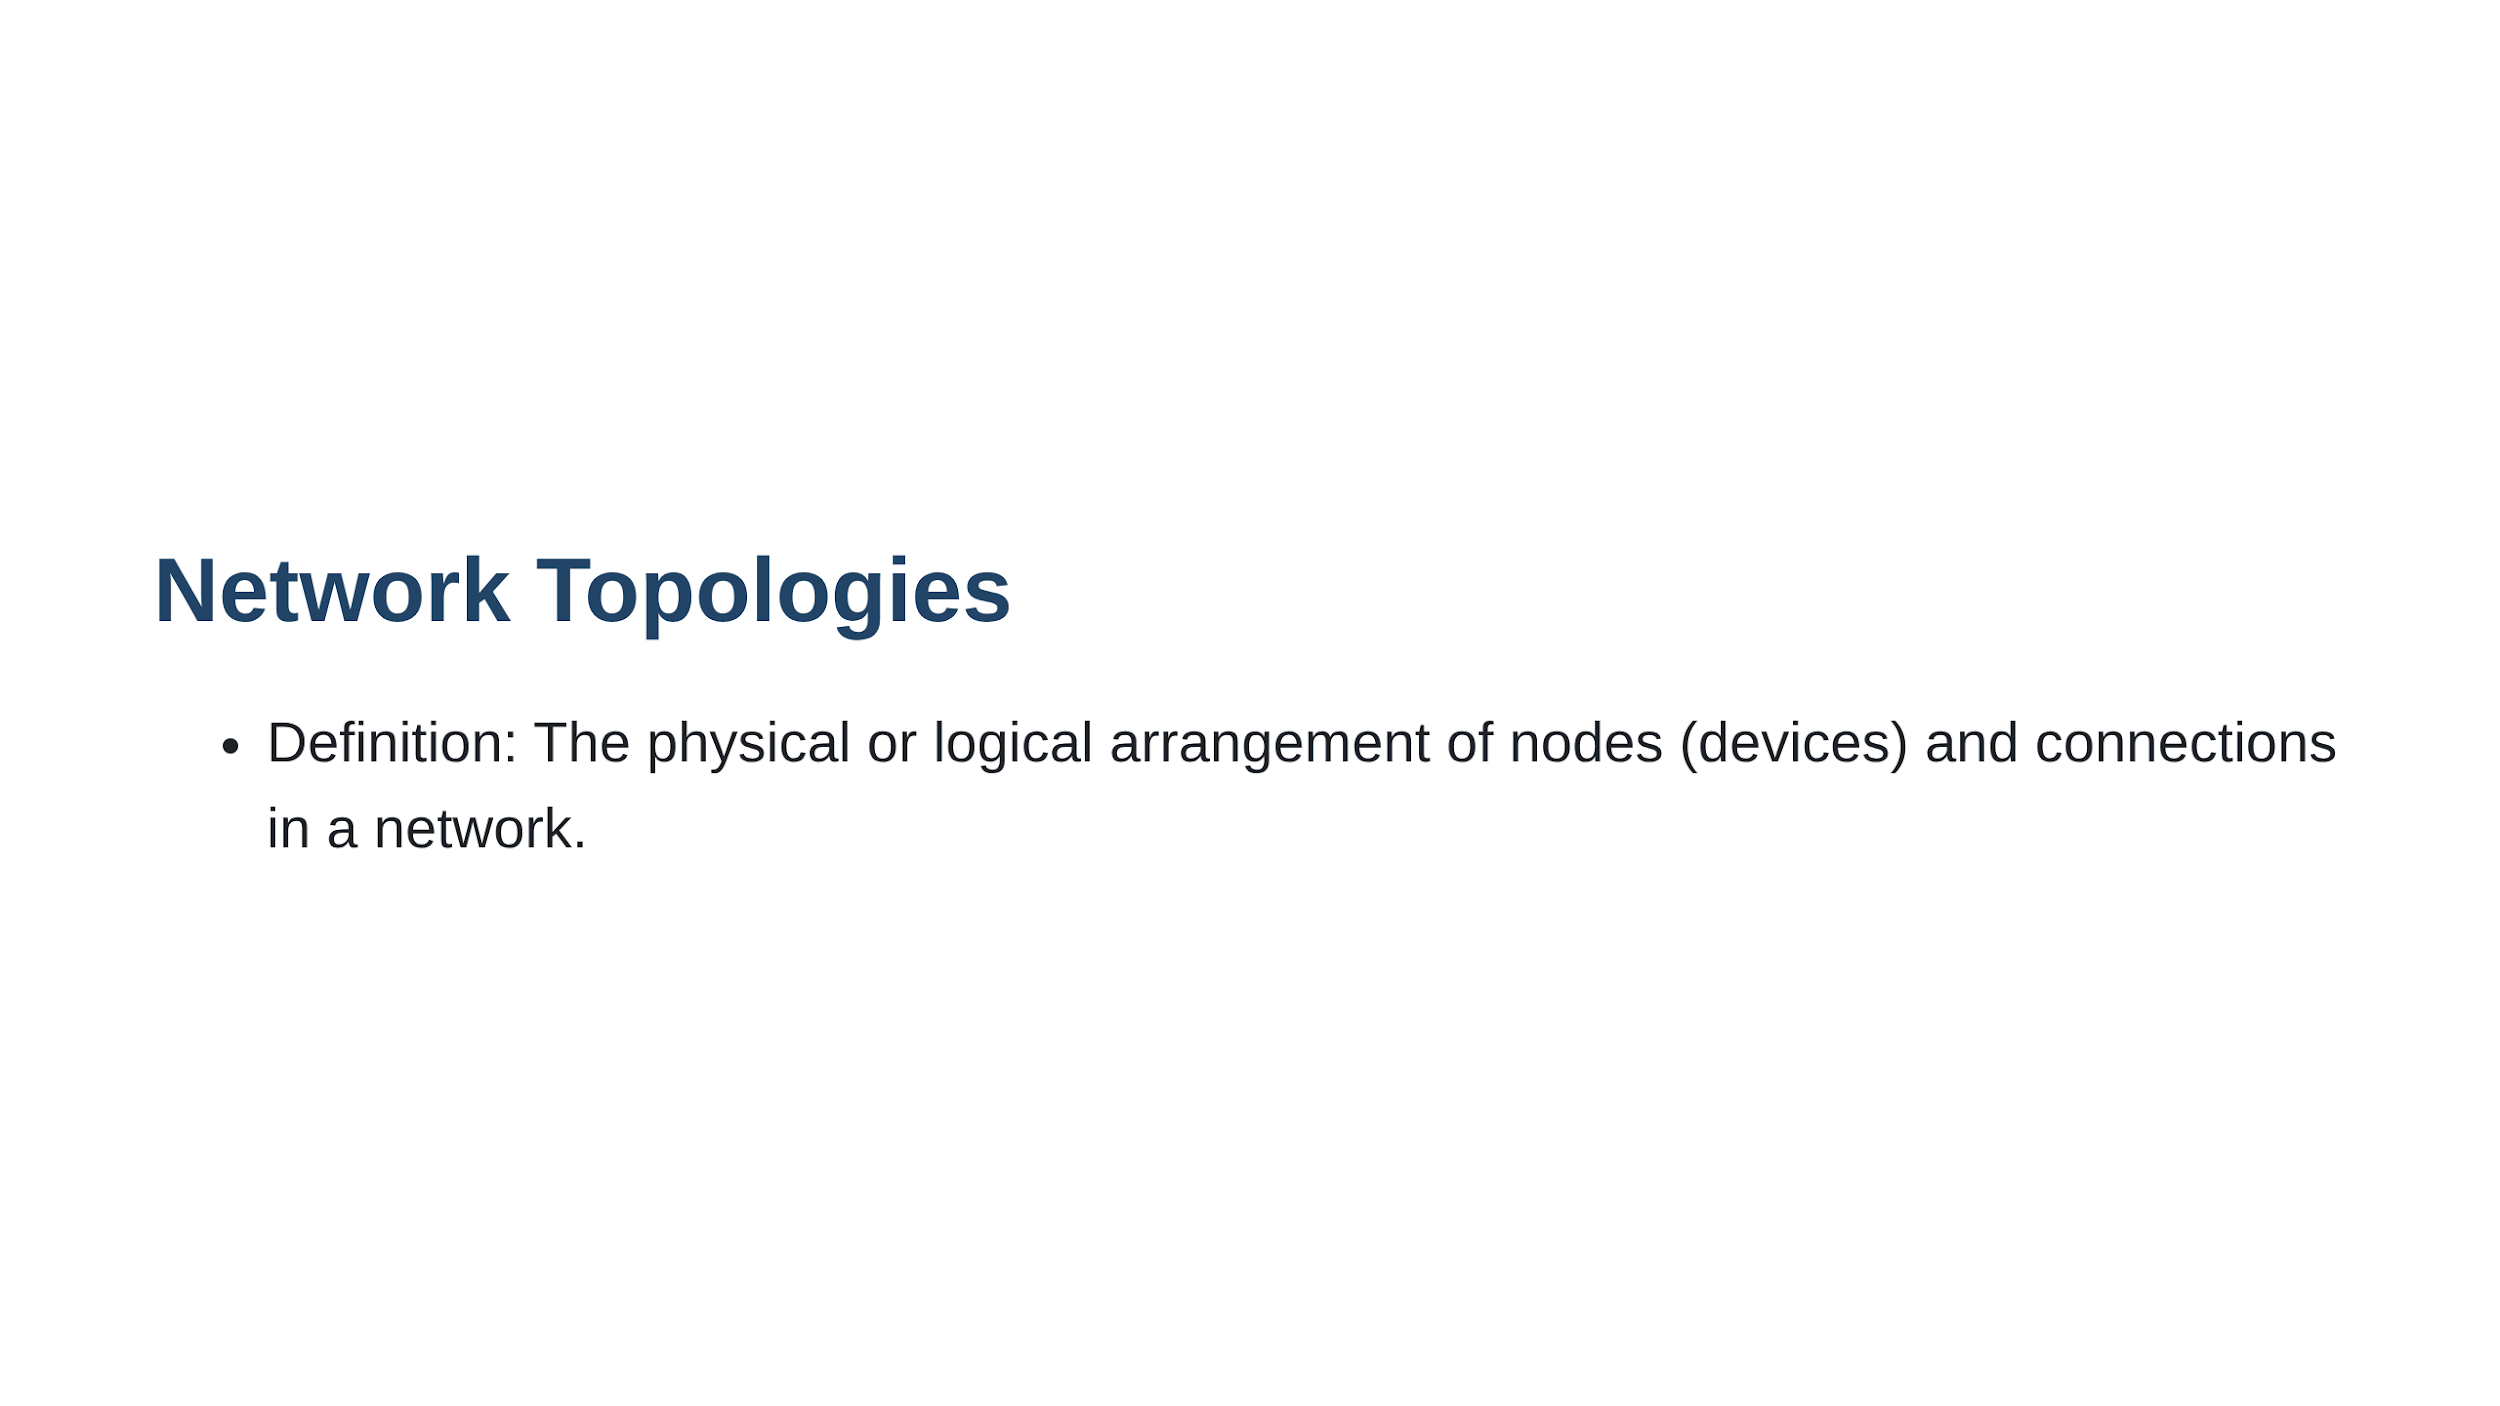 Network Topologies
• Definition: The physical or logical arrangement of nodes (devices) and connections
in a network.